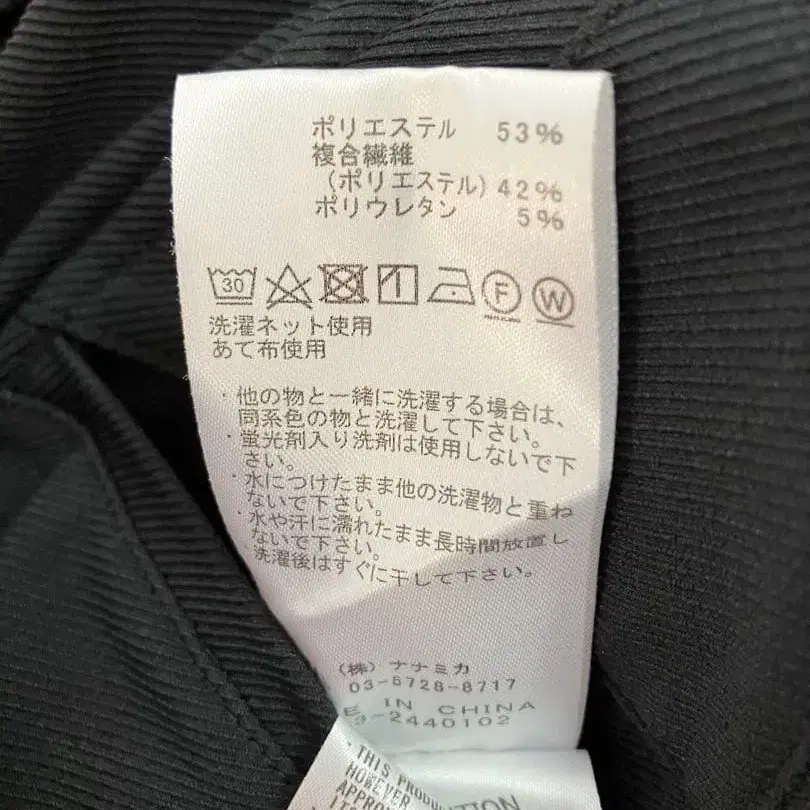 ポリエステル 53%
複合繊維
(ポリエステル) 42%
ポリウレタン 5%
30 F W
洗濯ネット使用
あて布使用
・他の物と一緒に洗濯する場合は、
同系色の物と洗濯して下さい。
・蛍光剤入り洗剤は使用しないで下
さい。
・水につけたまま他の洗濯物と重ね
ないで下さい。
・水や汗に濡れたまま長時間放置し
ないで下さい。
・洗濯後はすぐに干して下さい。
(株) ナナミカ
03-6728-8717
E IN CHINA
9-2440102
・THIS PRODU
HOWEVER
APPRO